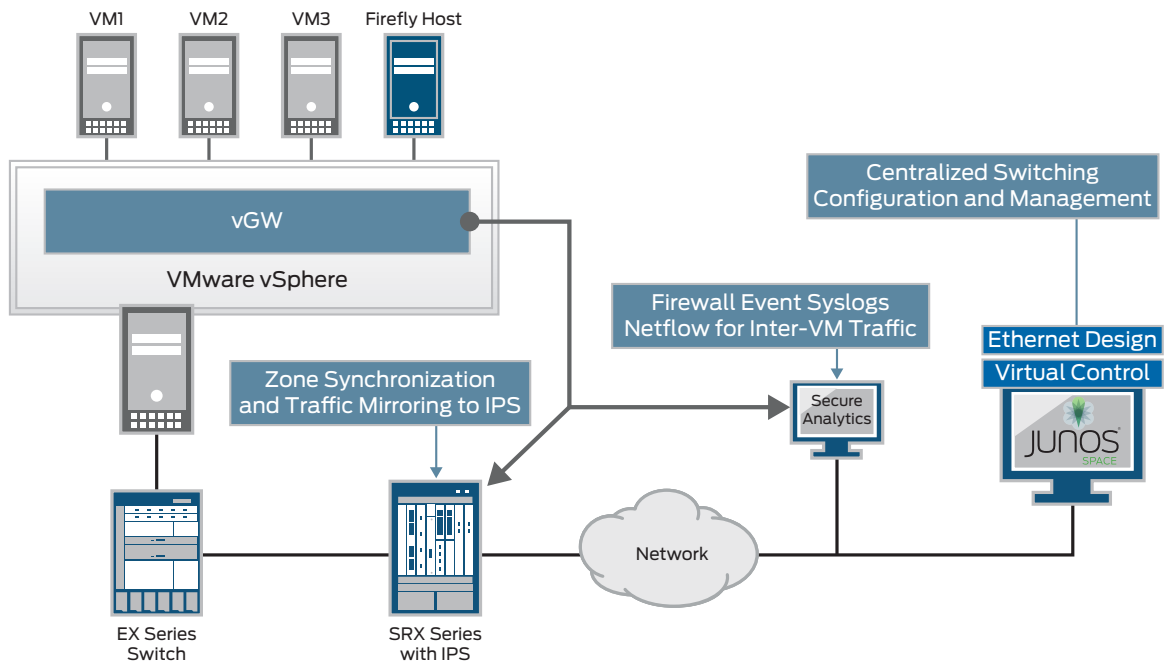 VM1
VM2
VM3
Firefly Host
vGW
VMware vSphere
Centralized Switching
Configuration and Management
Firewall Event Syslogs
Netflow for Inter-VM Traffic
Ethernet Design
Virtual Control
Zone Synchronization
and Traffic Mirroring to IPS
Secure
Analytics
JUNOS®
SPACE
Network
EX Series
Switch
SRX Series
with IPS